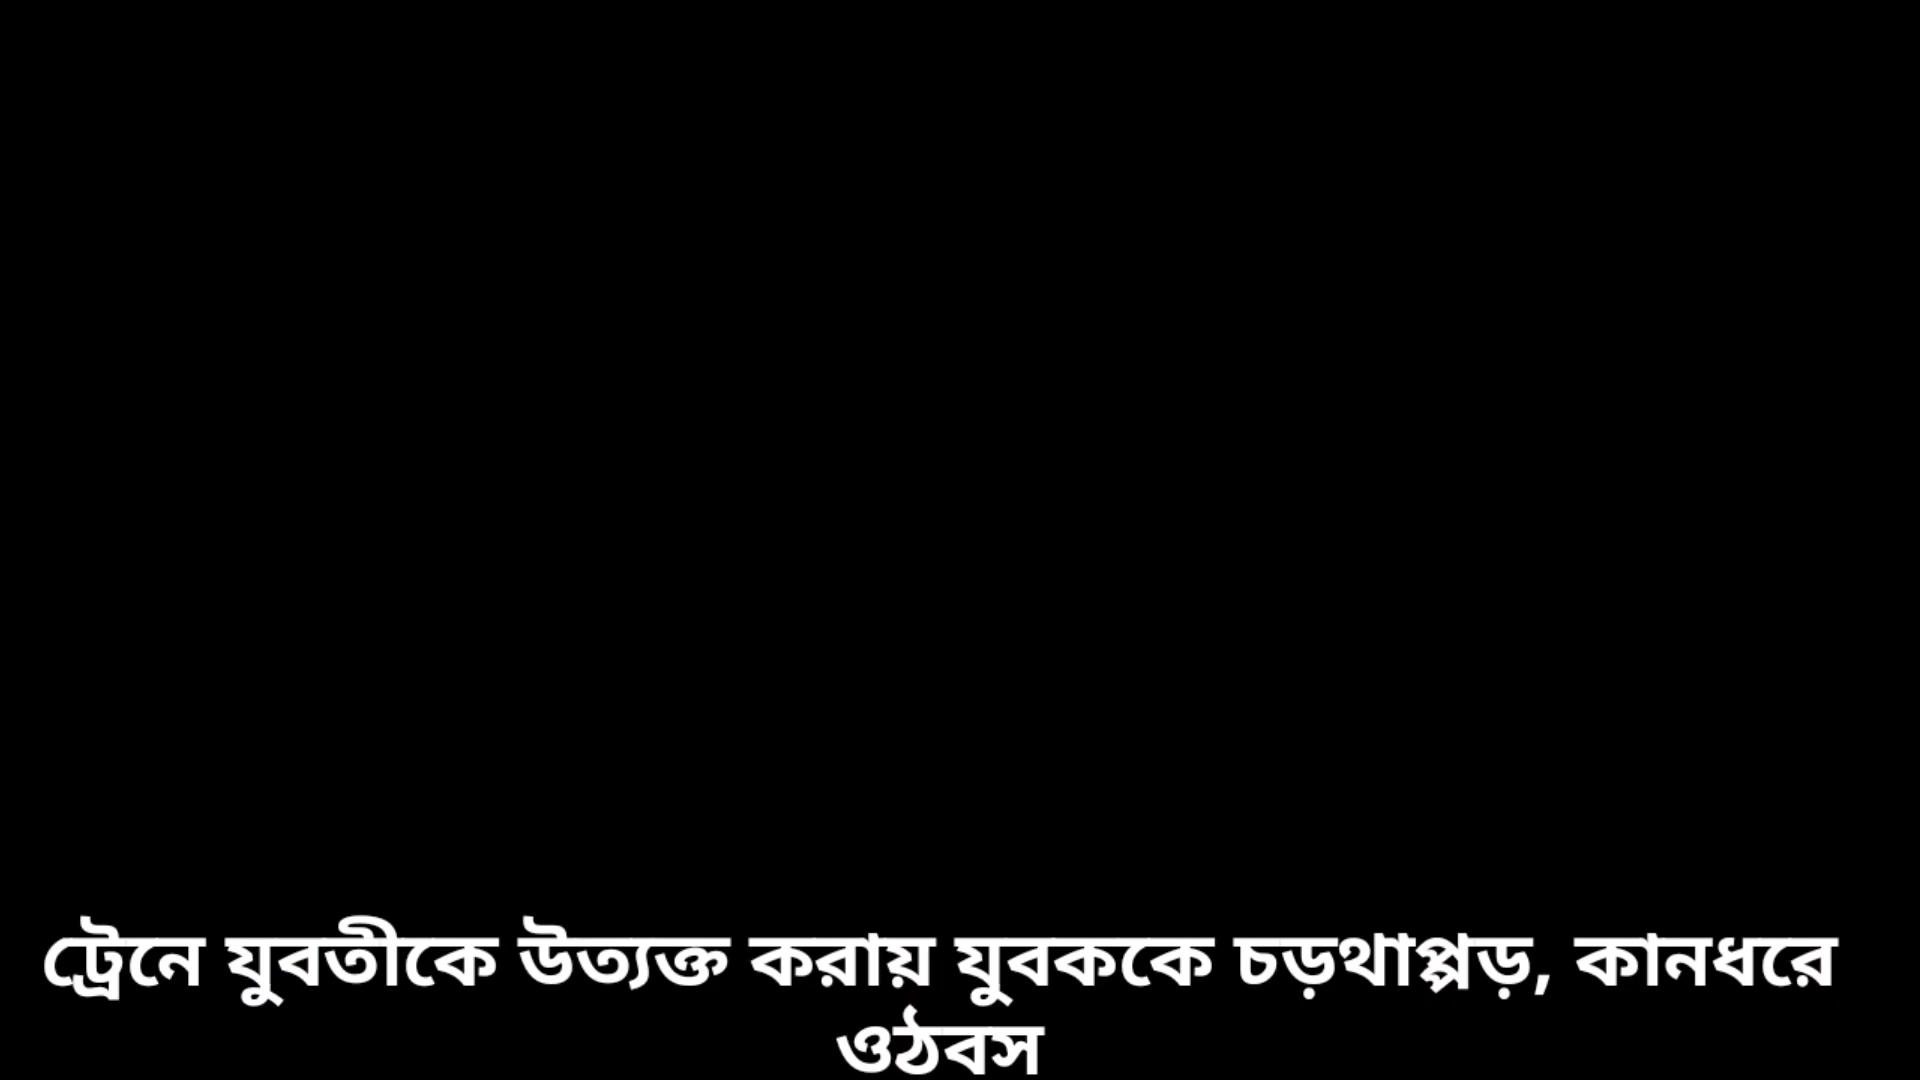 ট্রেনে যুবতীকে উত্যক্ত করায় যুবককে চড়থাপ্পড়, কানধরে
ওঠবস